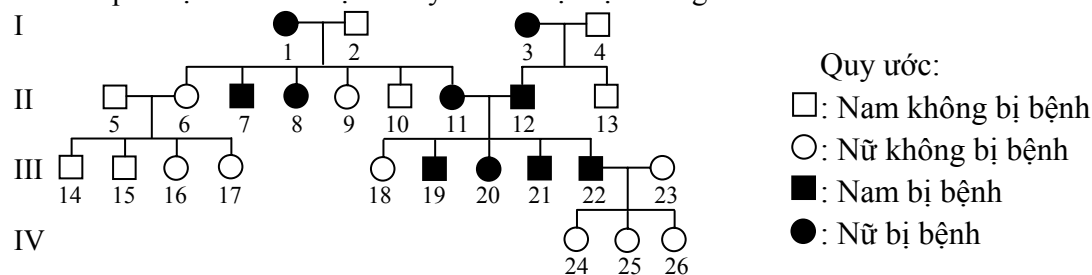 I
1 2 3 4
Quy ước:
II
5 6 7 8 9 10 11 12 13
: Nam không bị bệnh
: Nữ không bị bệnh
III
14 15 16 17 18 19 20 21 22 23
: Nam bị bệnh
: Nữ bị bệnh
IV
24 25 26